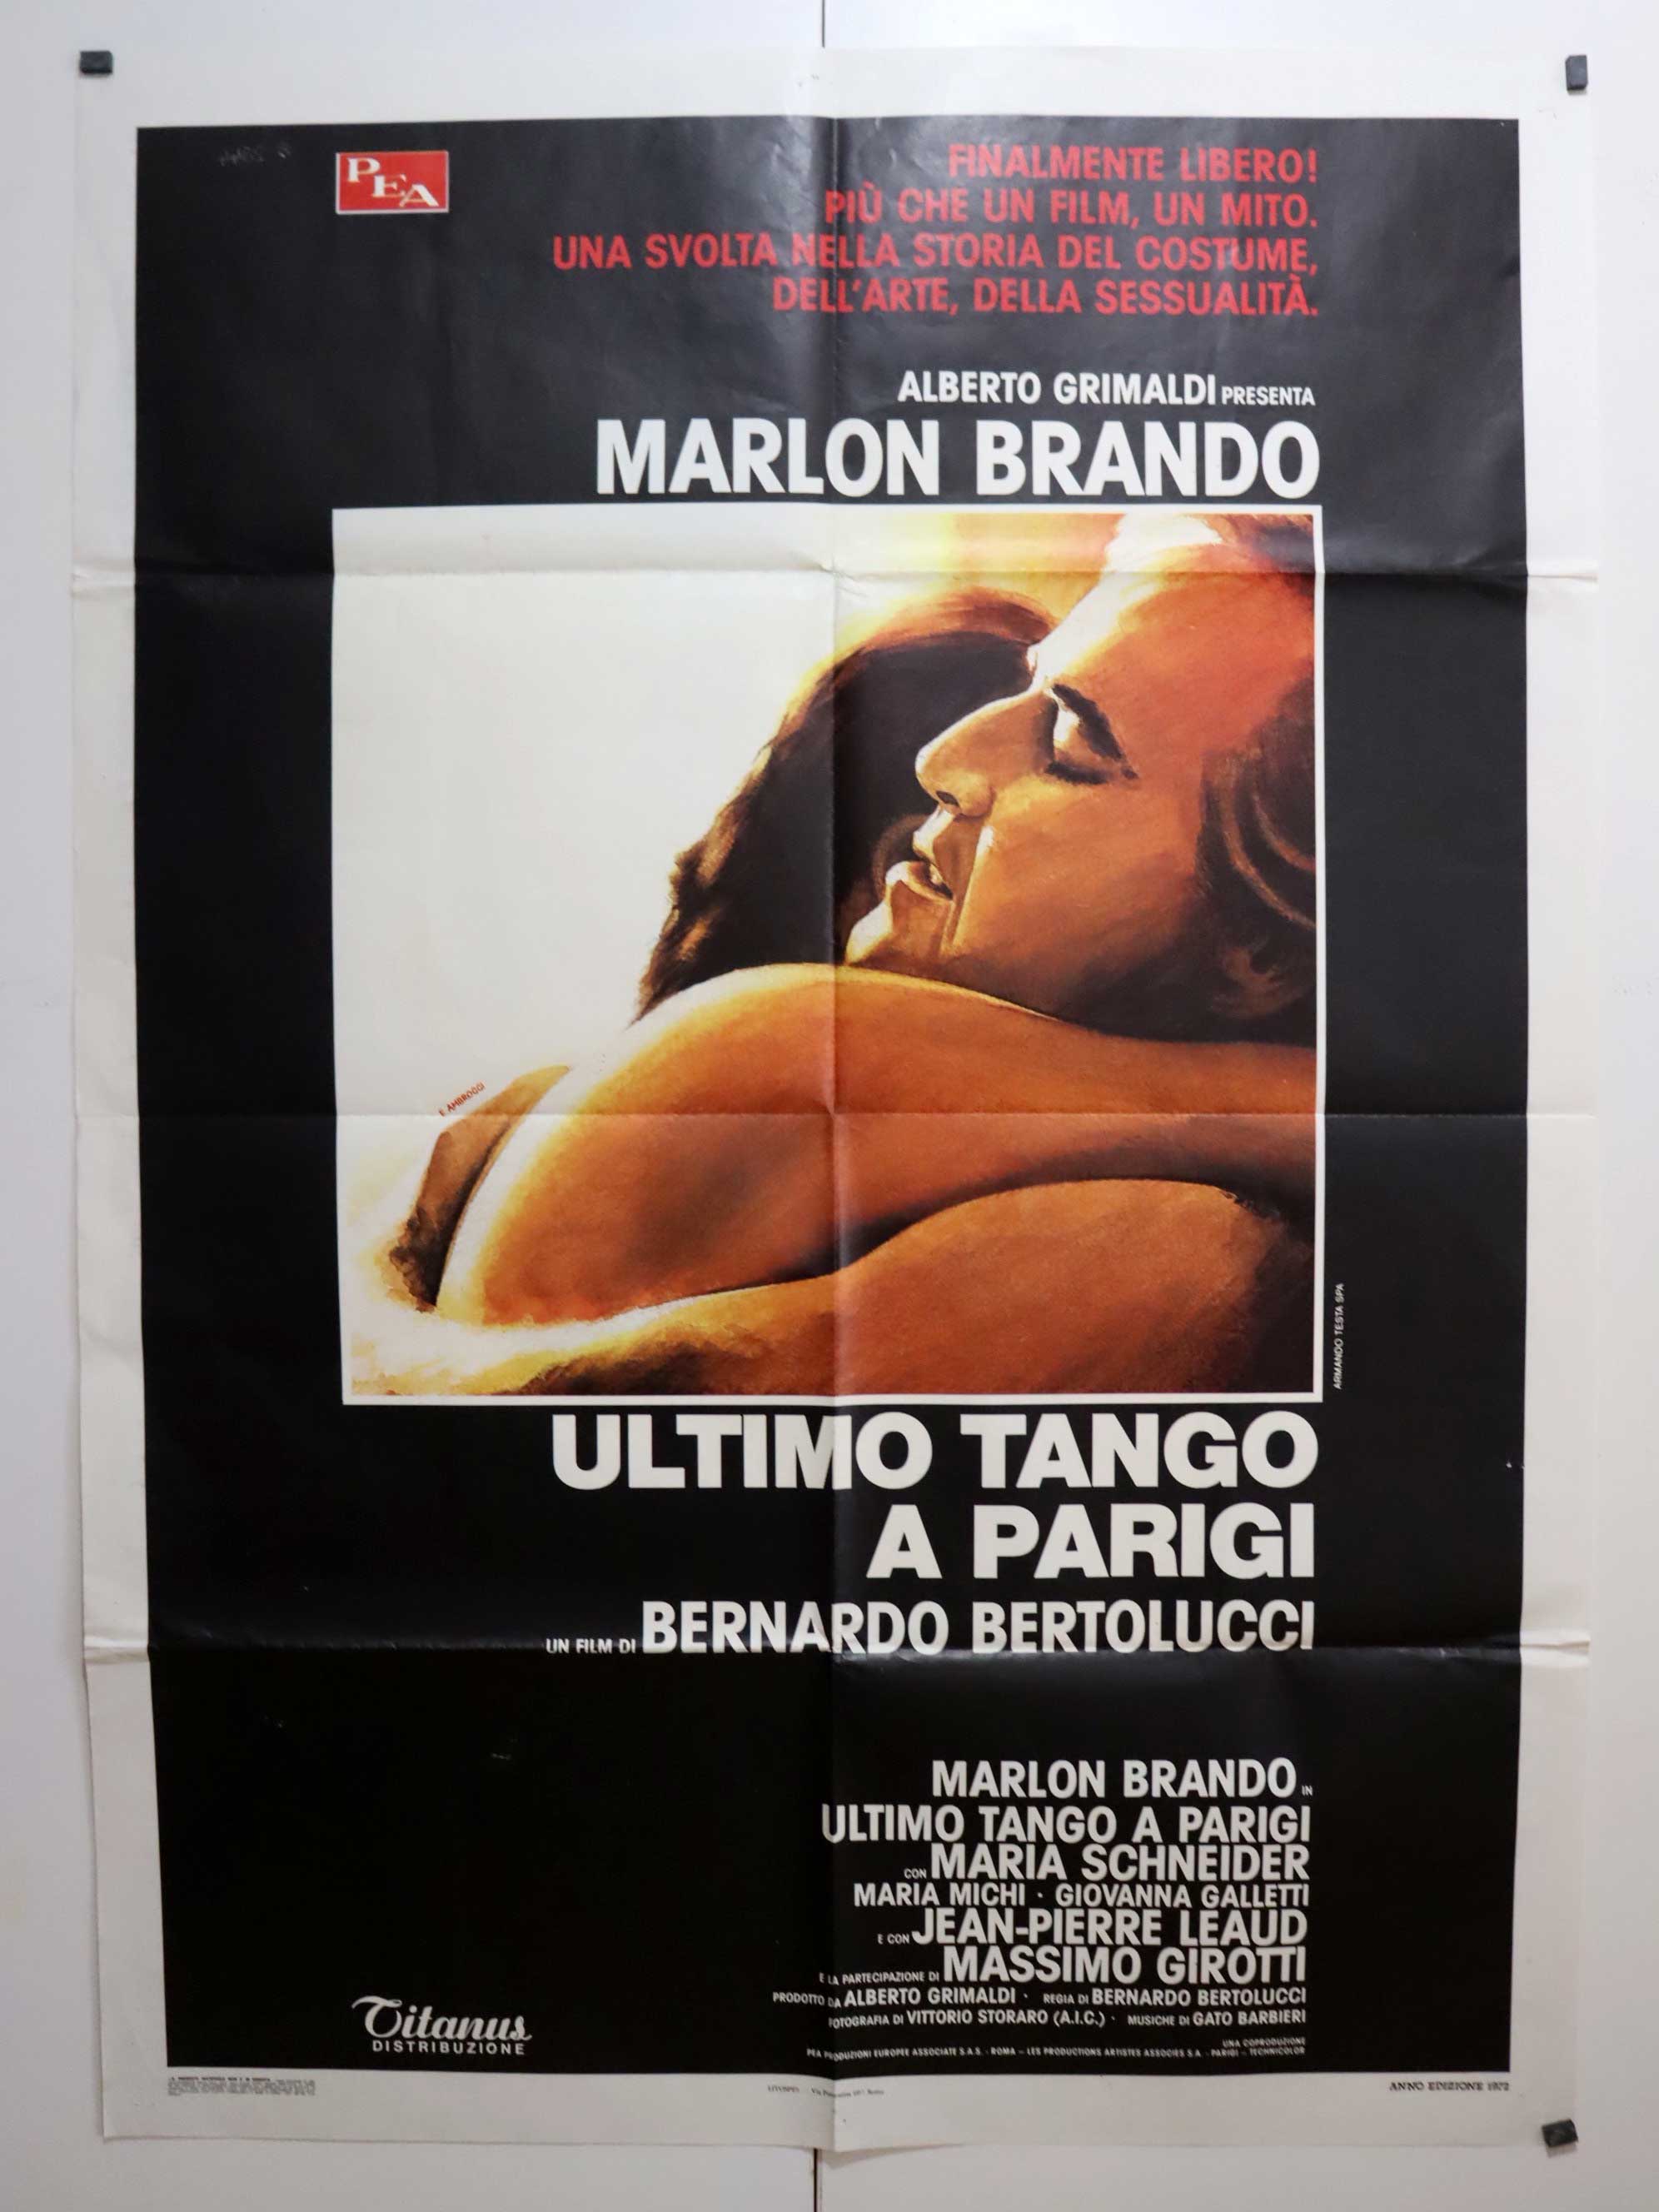 PEA
FINALMENTE LIBERO!
PIÙ CHE UN FILM, UN MITO.
UNA SVOLTA NELLA STORIA DEL COSTUME,
DELL'ARTE, DELLA SESSUALITÀ.
ALBERTO GRIMALDI PRESENTA
MARLON BRANDO
E. AMBROGGI
ARMANDO TESTA SPA
ULTIMO TANGO
A PARIGI
UN FILM DI BERNARDO BERTOLUCCI
MARLON BRANDO IN
ULTIMO TANGO A PARIGI
CON MARIA SCHNEIDER
MARIA MICHI · GIOVANNA GALLETTI
E CON JEAN-PIERRE LEAUD
E LA PARTECIPAZIONE DI MASSIMO GIROTTI
PRODOTTO DA ALBERTO GRIMALDI · REGIA DI BERNARDO BERTOLUCCI
FOTOGRAFIA DI VITTORIO STORARO (A.I.C.) · MUSICHE DI GATO BARBIERI
UNA COPRODUZIONE
PEA PRODUZIONI EUROPEE ASSOCIATE S.A.S. - ROMA - LES PRODUCTIONS ARTISTES ASSOCIES S.A. - PARIGI - TECHNICOLOR
Titanus
DISTRIBUZIONE
ANNO EDIZIONE 1972